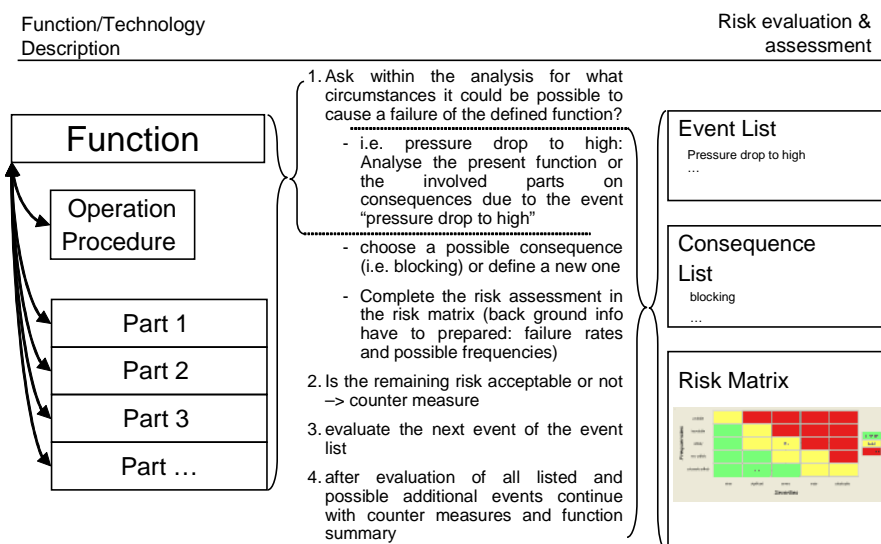 Function/Technology
Description
Risk evaluation &
assessment
Function
Operation
Procedure
Part 1
Part 2
Part 3
Part …
1. Ask within the analysis for what
circumstances it could be possible to
cause a failure of the defined function?
- i.e. pressure drop to high:
Analyse the present function or
the involved parts on
consequences due to the event
“pressure drop to high”
- choose a possible consequence
(i.e. blocking) or define a new one
- Complete the risk assessment in
the risk matrix (back ground info
have to prepared: failure rates
and possible frequencies)
2. Is the remaining risk acceptable or not
–> counter measure
3. evaluate the next event of the event
list
4. after evaluation of all listed and
possible additional events continue
with counter measures and function
summary
Event List
Pressure drop to high
…
Consequence
List
blocking
…
Risk Matrix
Frequencies
Severities